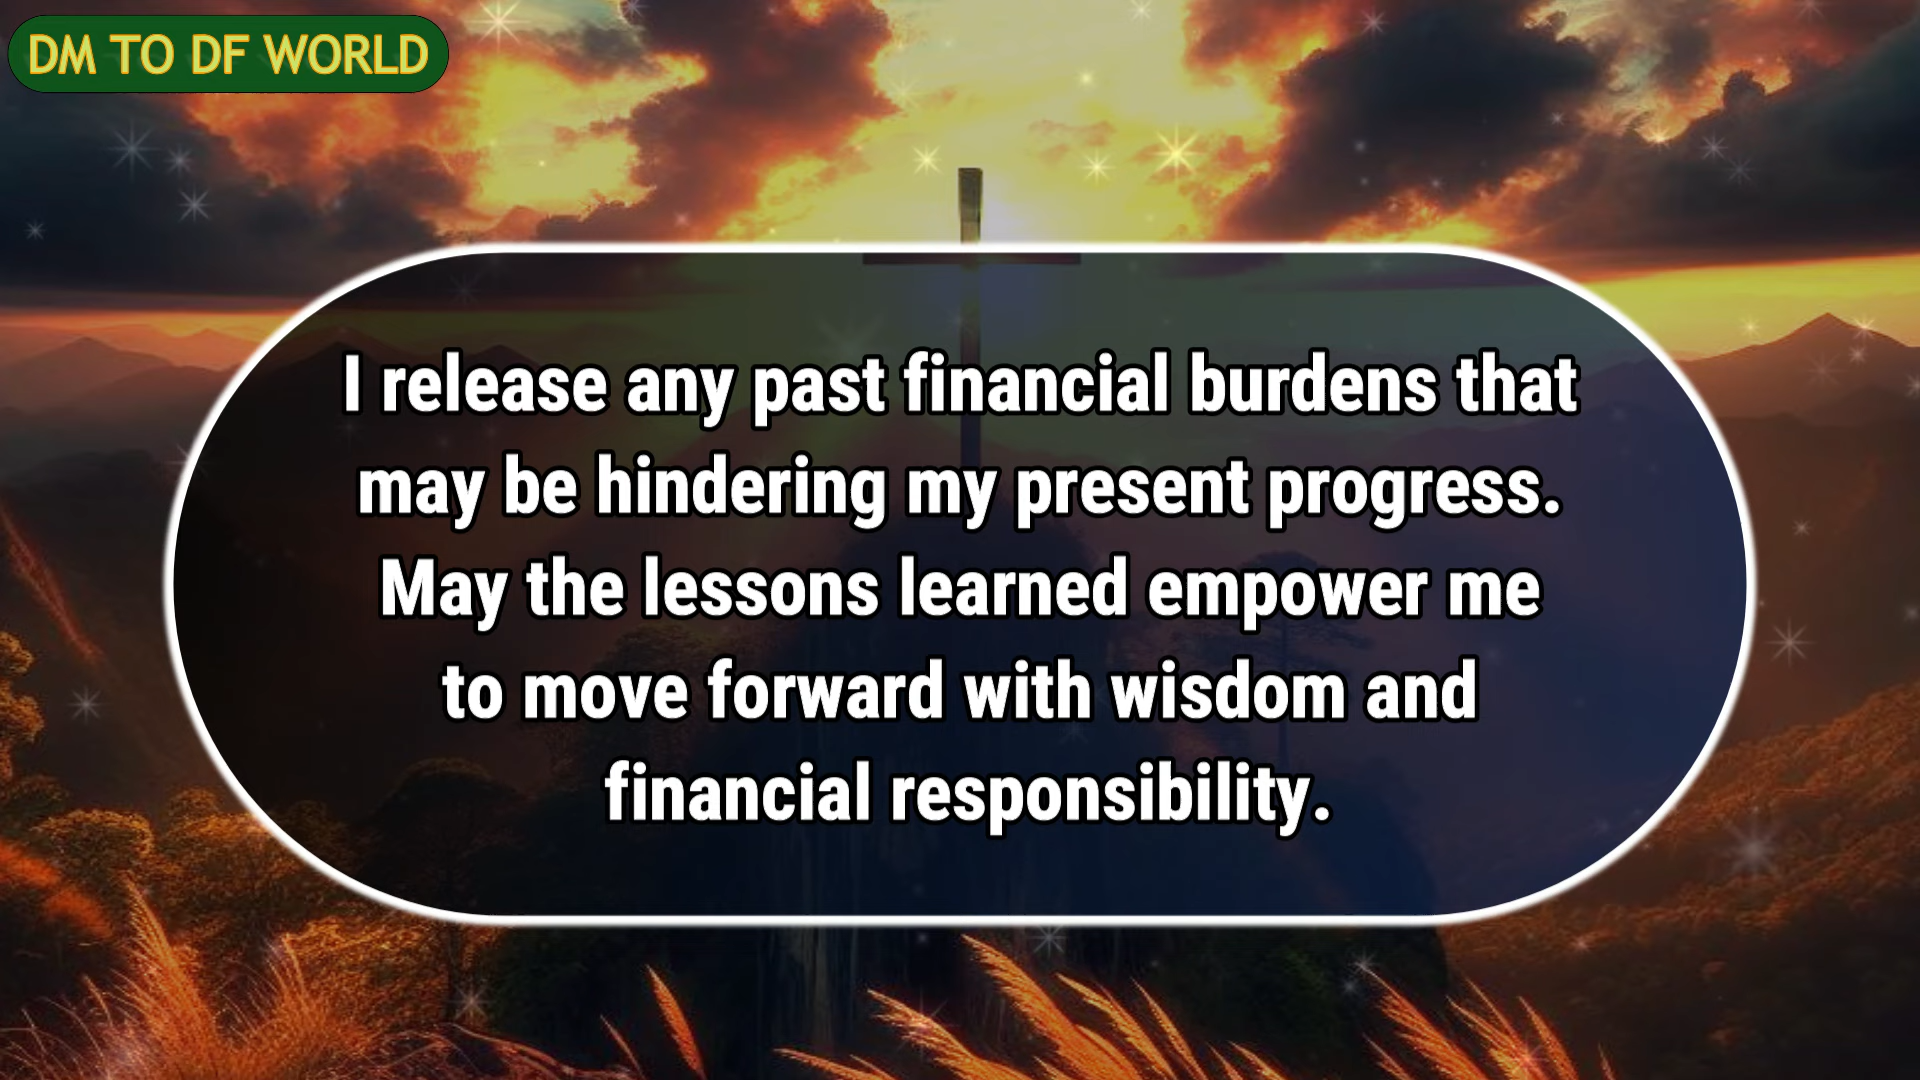 DM TO DF WORLD
I release any past financial burdens that
may be hindering my present progress.
May the lessons learned empower me
to move forward with wisdom and
financial responsibility.